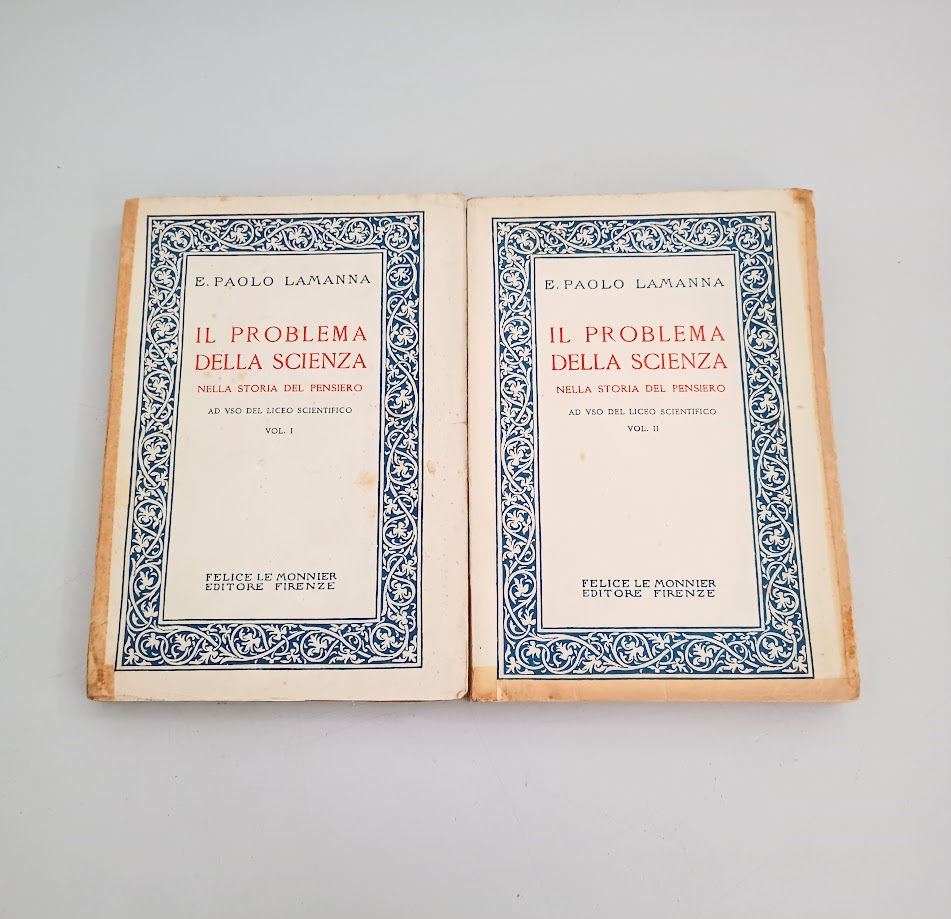 E. PAOLO LAMANNA
IL PROBLEMA
DELLA SCIENZA
NELLA STORIA DEL PENSIERO
AD VSO DEL LICEO SCIENTIFICO
VOL. I
FELICE LE MONNIER
EDITORE FIRENZE
E. PAOLO LAMANNA
IL PROBLEMA
DELLA SCIENZA
NELLA STORIA DEL PENSIERO
AD VSO DEL LICEO SCIENTIFICO
VOL. II
FELICE LE MONNIER
EDITORE FIRENZE